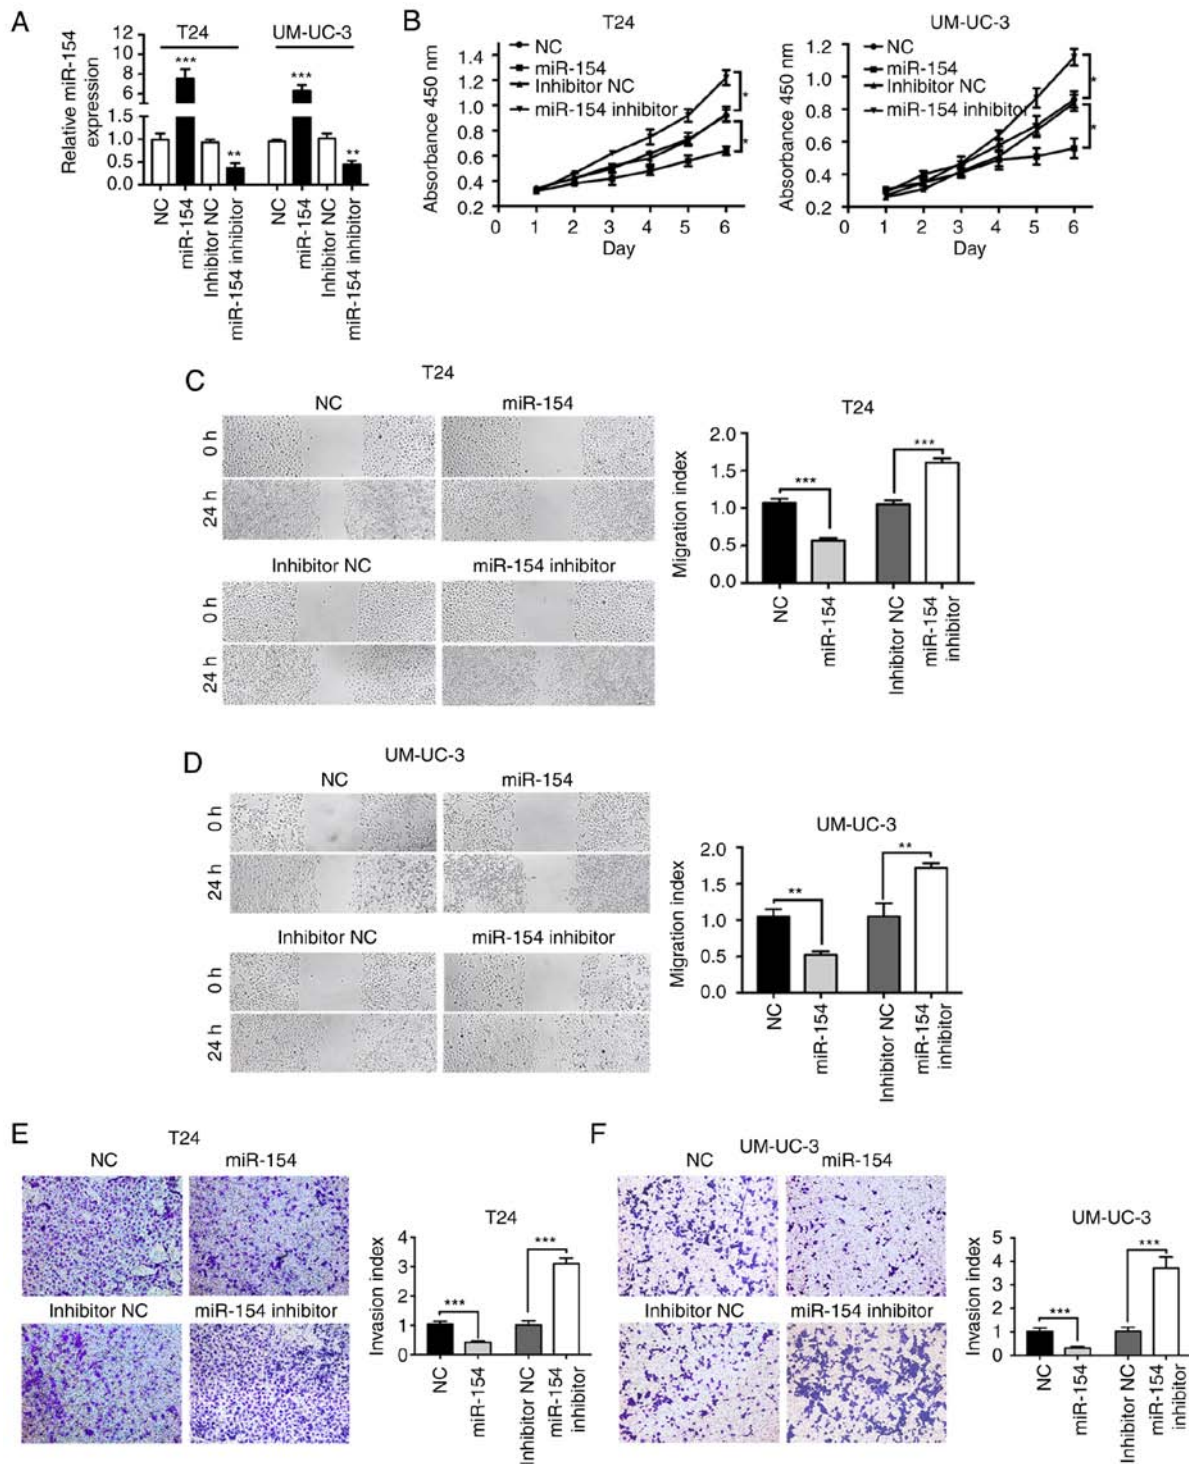 A
T24
UM-UC-3
Relative miR-154
expression
12
10
8
6
4
2
1.5
1.0
0.5
0.0
***
**
***
**
NC
miR-154
Inhibitor NC
miR-154 inhibitor
NC
miR-154
Inhibitor NC
miR-154 inhibitor
B
T24
Absorbance 450 nm
1.4
1.2
1.0
0.8
0.6
0.4
0.2
NC
miR-154
Inhibitor NC
miR-154 inhibitor
*
*
0 1 2 3 4 5 6
Day
UM-UC-3
Absorbance 450 nm
1.4
1.2
1.0
0.8
0.6
0.4
0.2
*
*
0 1 2 3 4 5 6
Day
C
T24
NC
miR-154
0 h
24 h
Inhibitor NC
miR-154 inhibitor
0 h
24 h
T24
Migration index
2.0
1.5
1.0
0.5
0.0
***
***
NC
miR-154
Inhibitor NC
miR-154
inhibitor
D
UM-UC-3
NC
miR-154
0 h
24 h
Inhibitor NC
miR-154 inhibitor
0 h
24 h
UM-UC-3
Migration index
2.0
1.5
1.0
0.5
0.0
**
**
NC
miR-154
Inhibitor NC
miR-154
inhibitor
E
T24
NC
miR-154
Inhibitor NC
miR-154 inhibitor
T24
Invasion index
4
3
2
1
0
***
***
NC
miR-154
Inhibitor NC
miR-154
inhibitor
F
UM-UC-3
NC
miR-154
Inhibitor NC
miR-154 inhibitor
UM-UC-3
Invasion index
5
4
3
2
1
0
***
***
NC
miR-154
Inhibitor NC
miR-154
inhibitor